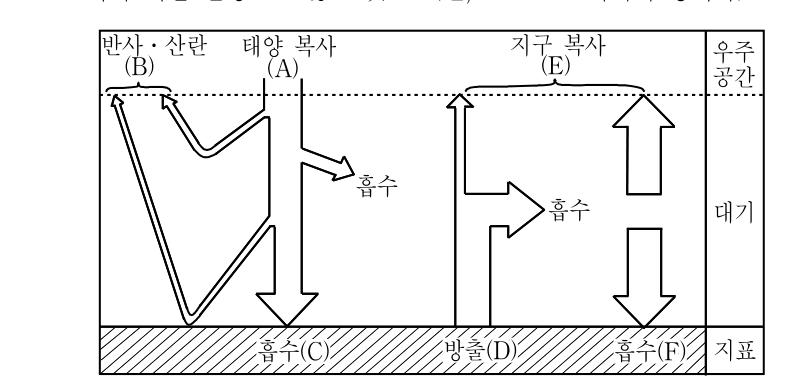 반사·산란
(B)
태양 복사
(A)
지구 복사
(E)
우주
공간
흡수
흡수
대기
흡수(C)
방출(D)
흡수(F)
지표